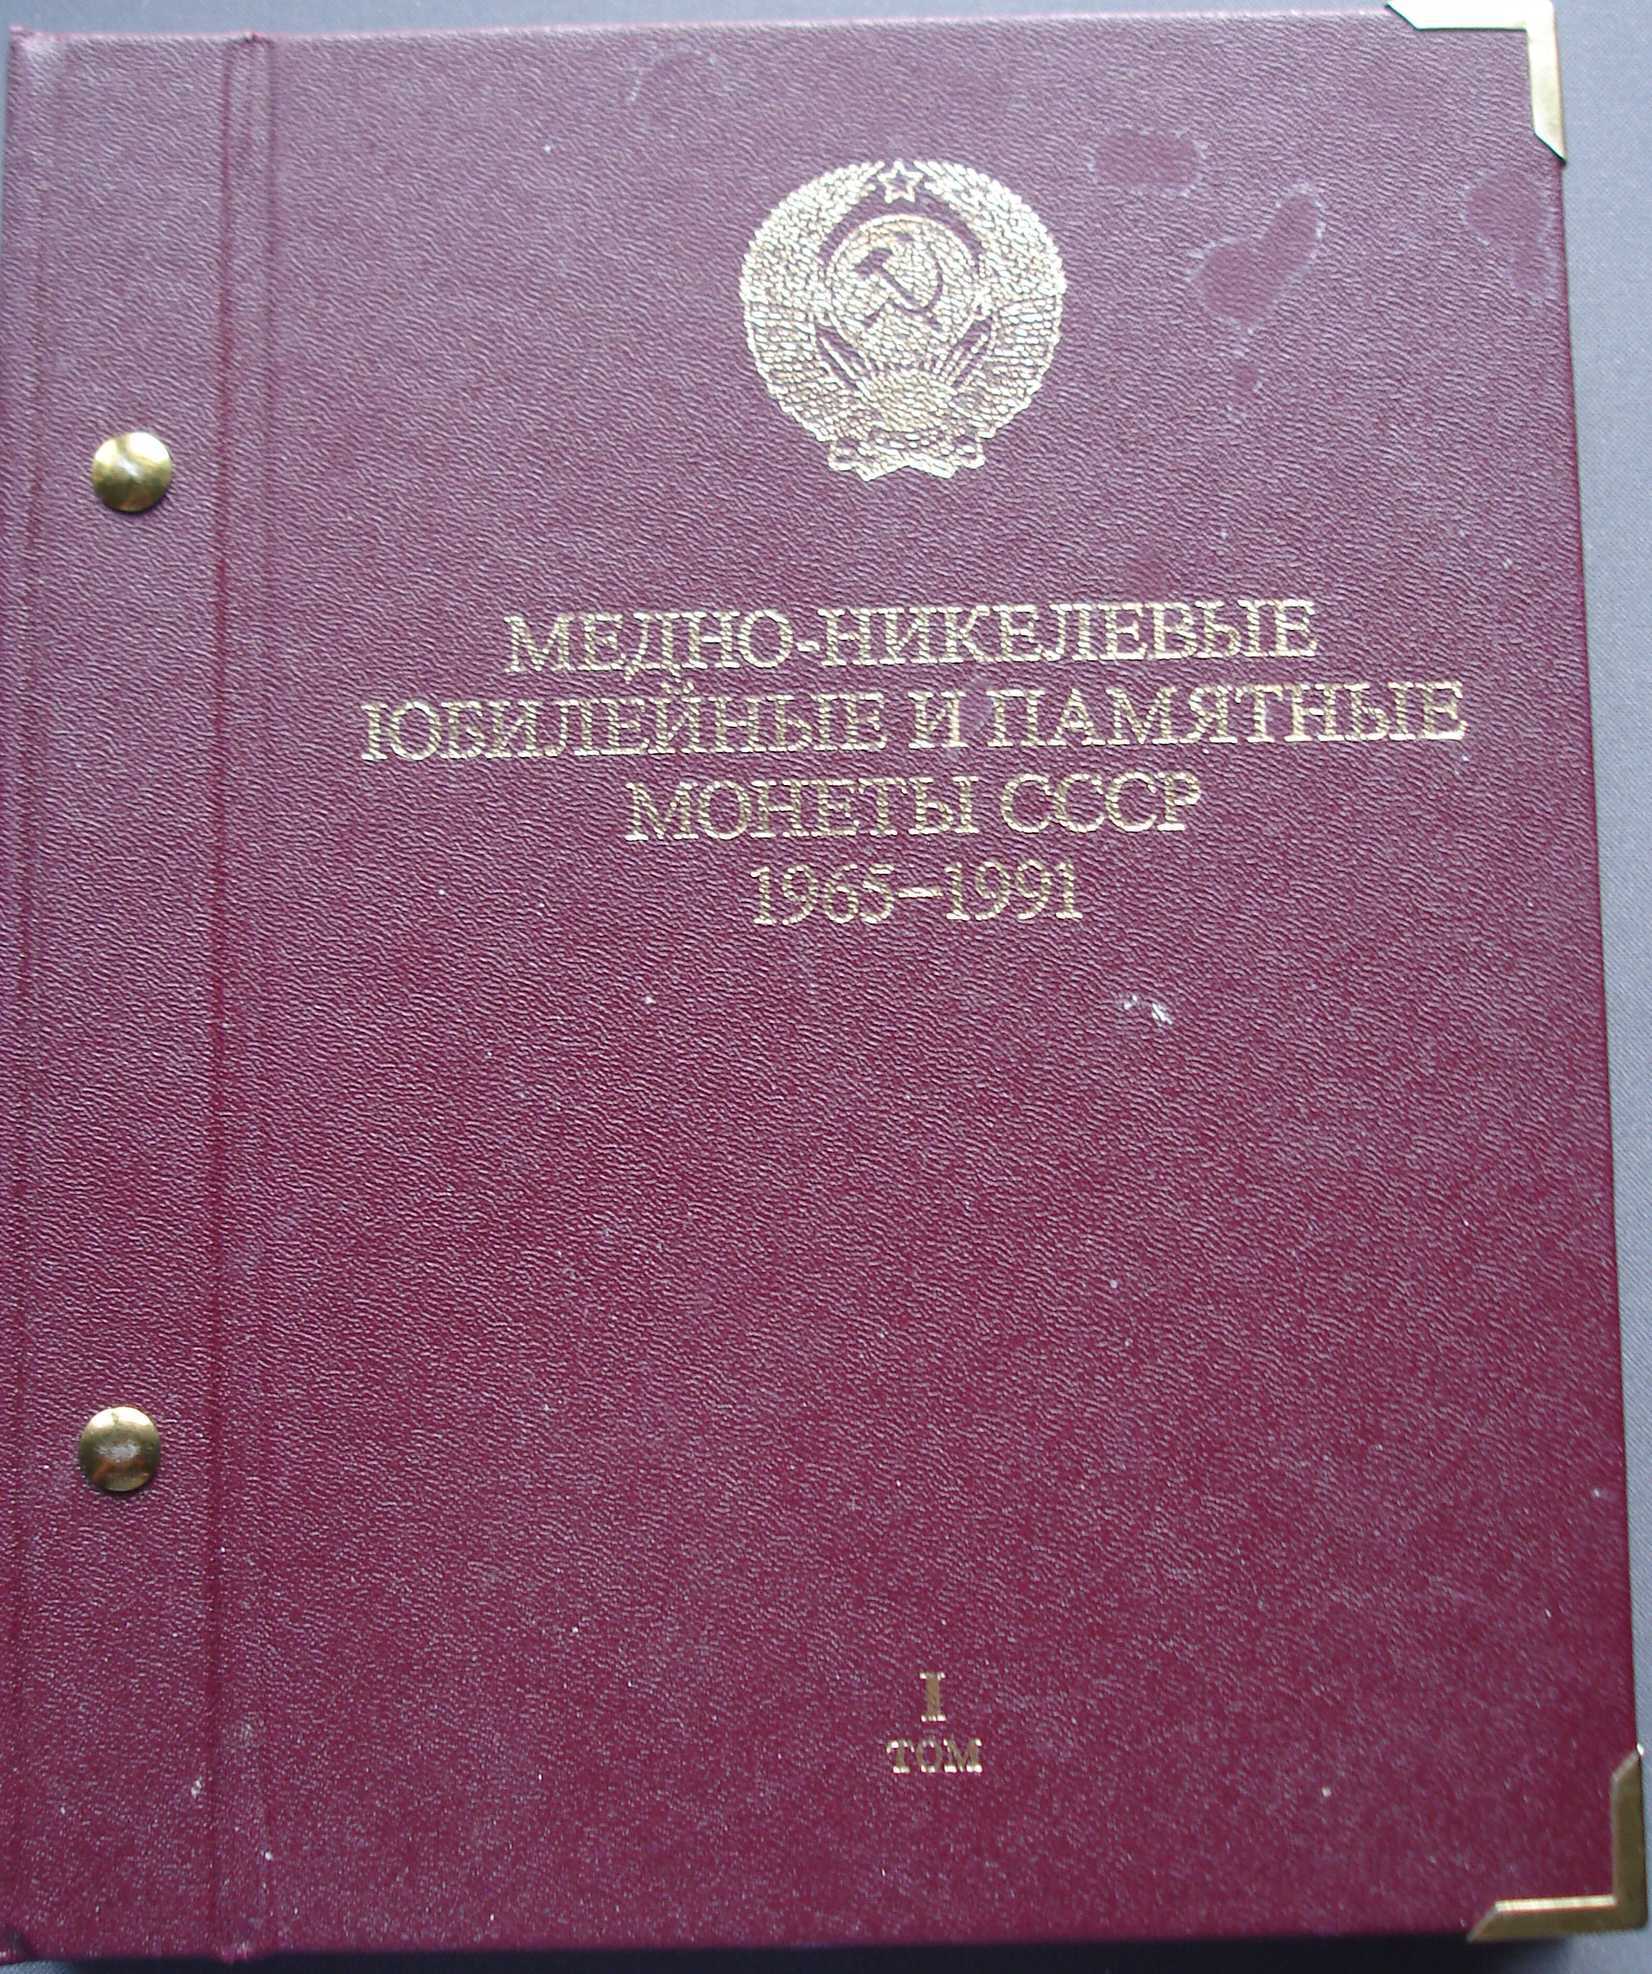 МЕДНО-НИКЕЛЕВЫЕ
ЮБИЛЕЙНЫЕ И ПАМЯТНЫЕ
МОНЕТЫ СССР
1965–1991
I
ТОМ